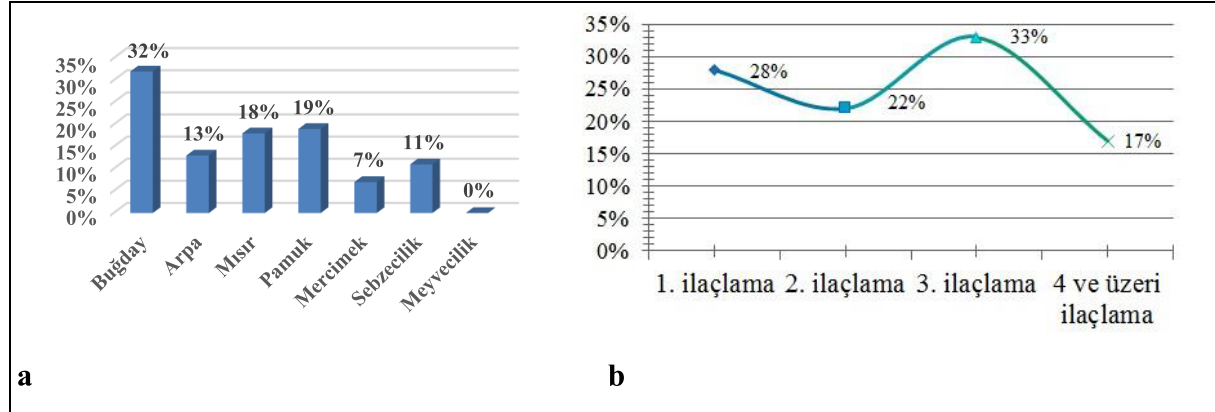 35%
30%
25%
20%
15%
10%
5%
0%
32%
13%
18%
19%
7%
11%
0%
Buğday
Arpa
Mısır
Pamuk
Mercimek
Sebzecilik
Meyvecilik
a
35%
30%
25%
20%
15%
10%
5%
0%
28%
22%
33%
17%
1. ilaçlama 2. ilaçlama 3. ilaçlama 4 ve üzeri
ilaçlama
b